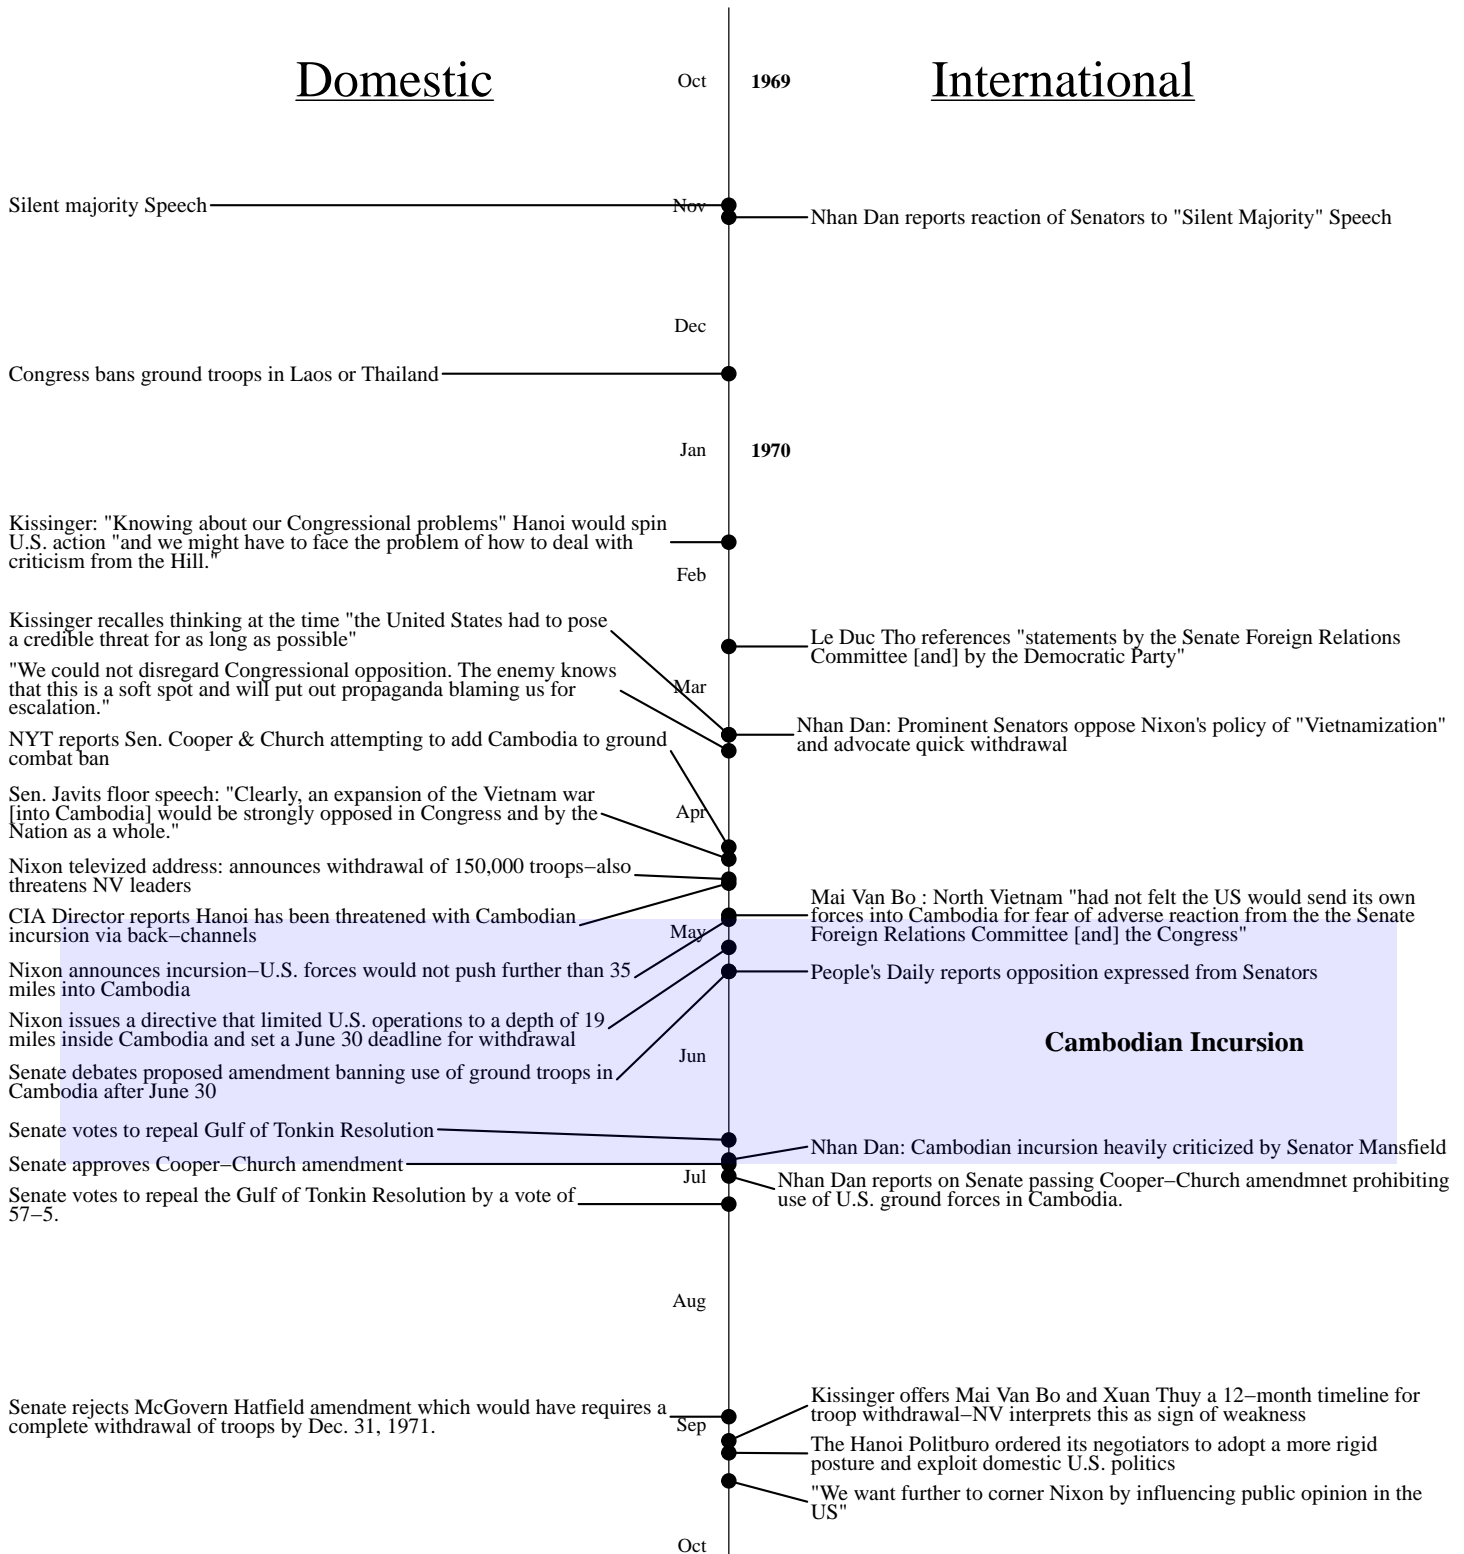 Domestic
Oct
1969
International
Silent majority Speech
Nov
Nhan Dan reports reaction of Senators to "Silent Majority" Speech
Dec
Congress bans ground troops in Laos or Thailand
Jan
1970
Kissinger: "Knowing about our Congressional problems" Hanoi would spin
U.S. action "and we might have to face the problem of how to deal with
criticism from the Hill."
Feb
Kissinger recalles thinking at the time "the United States had to pose
a credible threat for as long as possible"
Le Duc Tho references "statements by the Senate Foreign Relations
Committee [and] by the Democratic Party"
"We could not disregard Congressional opposition. The enemy knows
that this is a soft spot and will put out propaganda blaming us for
escalation."
Mar
NYT reports Sen. Cooper & Church attempting to add Cambodia to ground
combat ban
Nhan Dan: Prominent Senators oppose Nixon's policy of "Vietnamization"
and advocate quick withdrawal
Sen. Javits floor speech: "Clearly, an expansion of the Vietnam war
[into Cambodia] would be strongly opposed in Congress and by the
Nation as a whole."
Apr
Nixon televized address: announces withdrawal of 150,000 troops−also
threatens NV leaders
CIA Director reports Hanoi has been threatened with Cambodian
incursion via back−channels
Mai Van Bo : North Vietnam "had not felt the US would send its own
forces into Cambodia for fear of adverse reaction from the the Senate
Foreign Relations Committee [and] the Congress"
May
Nixon announces incursion−U.S. forces would not push further than 35
miles into Cambodia
People's Daily reports opposition expressed from Senators
Nixon issues a directive that limited U.S. operations to a depth of 19
miles inside Cambodia and set a June 30 deadline for withdrawal
Cambodian Incursion
Jun
Senate debates proposed amendment banning use of ground troops in
Cambodia after June 30
Senate votes to repeal Gulf of Tonkin Resolution
Nhan Dan: Cambodian incursion heavily criticized by Senator Mansfield
Senate approves Cooper−Church amendment
Jul
Nhan Dan reports on Senate passing Cooper−Church amendmnet prohibiting
use of U.S. ground forces in Cambodia.
Senate votes to repeal the Gulf of Tonkin Resolution by a vote of
57−5.
Aug
Senate rejects McGovern Hatfield amendment which would have requires a
complete withdrawal of troops by Dec. 31, 1971.
Sep
Kissinger offers Mai Van Bo and Xuan Thuy a 12−month timeline for
troop withdrawal−NV interprets this as sign of weakness
The Hanoi Politburo ordered its negotiators to adopt a more rigid
posture and exploit domestic U.S. politics
"We want further to corner Nixon by influencing public opinion in the
US"
Oct